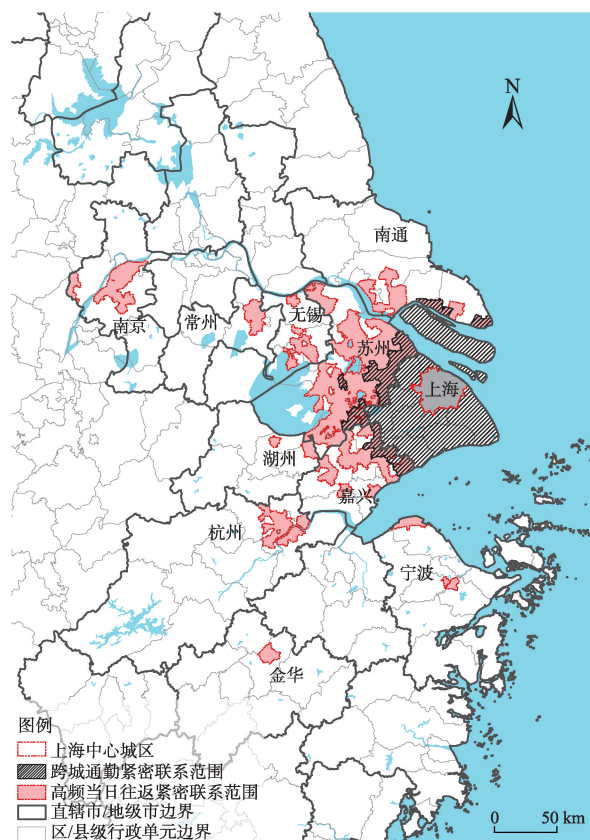 N
南通
南京
常州
无锡
苏州
上海
湖州
嘉兴
杭州
宁波
金华
图例
上海中心城区
跨城通勤紧密联系范围
高频当日往返紧密联系范围
直辖市/地级市边界
区/县级行政单元边界
0 50 km